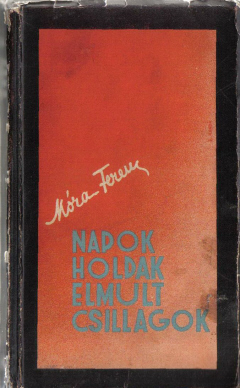 Móra Ferenc
NAPOK
HOLDAK
ELMULT
CSILLAGOK